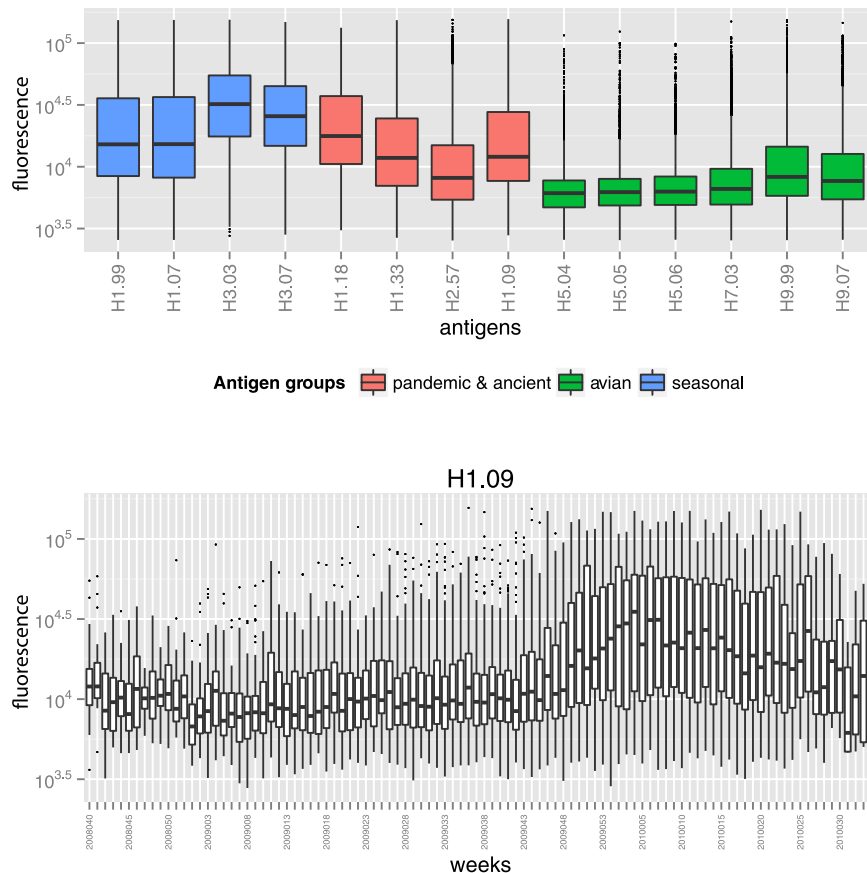 fluorescence
10^5
10^4.5
10^4
10^3.5
H1.99 H1.07 H3.03 H3.07 H1.18 H1.33 H2.57 H1.09 H5.04 H5.05 H5.06 H7.03 H9.99 H9.07
antigens
Antigen groups pandemic & ancient avian seasonal
H1.09
fluorescence
10^5
10^4.5
10^4
10^3.5
2008040 2008045 2008050 2009003 2009008 2009013 2009018 2009023 2009028 2009033 2009038 2009043 2009048 2009053 2010005 2010010 2010015 2010020 2010025 2010030
weeks